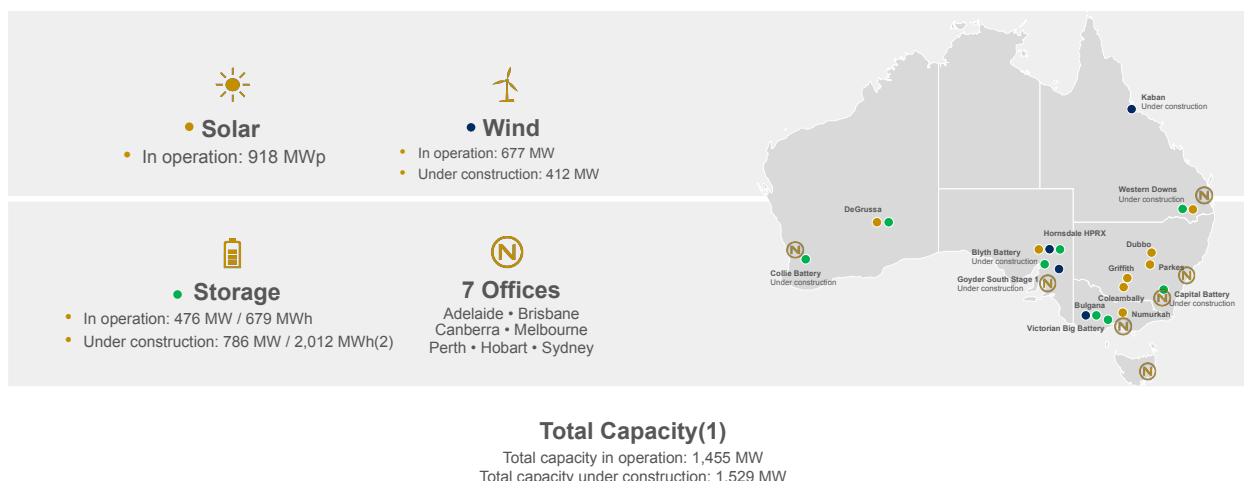 Solar
In operation: 918 MWp
Wind
In operation: 677 MW
Under construction: 412 MW
Storage
In operation: 476 MW / 679 MWh
Under construction: 786 MW / 2,012 MWh(2)
N
7 Offices
Adelaide • Brisbane
Canberra • Melbourne
Perth • Hobart • Sydney
Kaban
Under construction
Western Downs
Under construction
N
DeGrussa
N
Collie Battery
Under construction
Hornsdale HPRX
Blyth Battery
Under construction
Goyder South Stage 1
Under construction
N
Dubbo
Parkes
N
Griffith
Coleambally
Capital Battery
Under construction
N
Bulgana
Numurkah
Victorian Big Battery
N
N
Total Capacity(1)
Total capacity in operation: 1,455 MW
Total capacity under construction: 1,529 MW